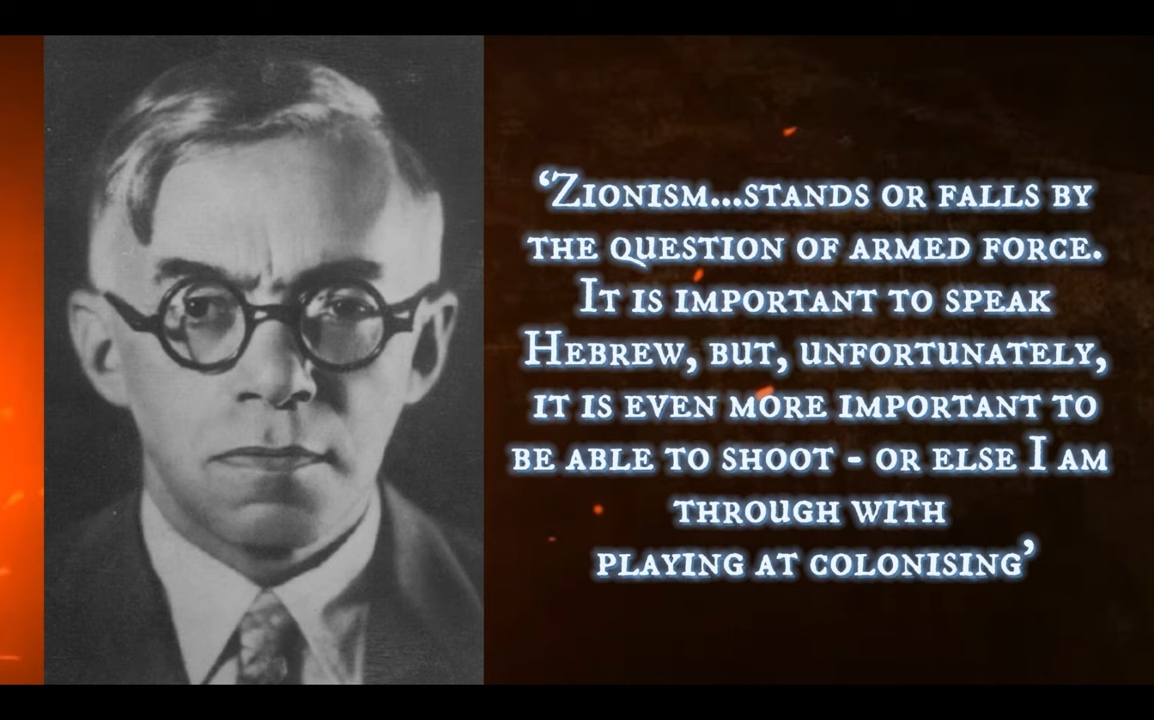 ‘Zionism...stands or falls by
the question of armed force.
It is important to speak
Hebrew, but, unfortunately,
it is even more important to
be able to shoot - or else I am
through with
playing at colonising’